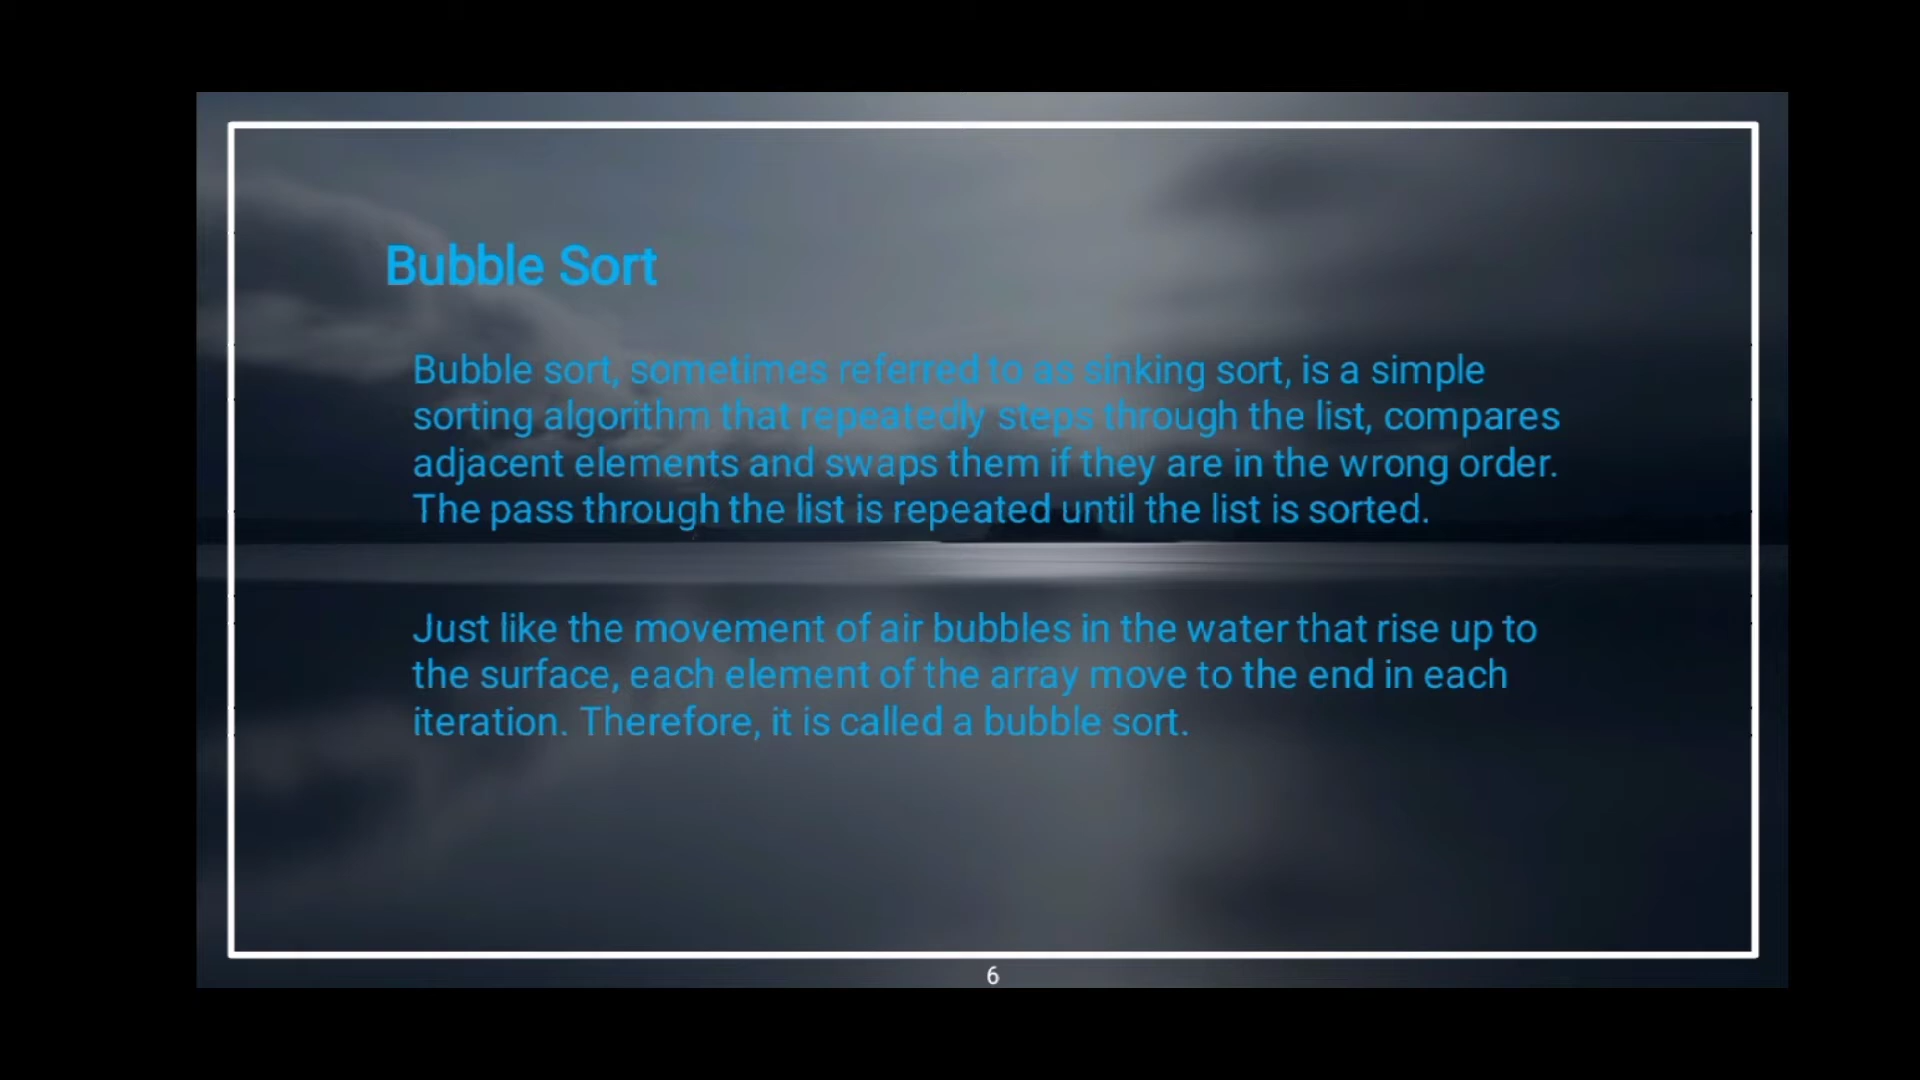 Bubble Sort
Bubble sort, sometimes referred to as sinking sort, is a simple
sorting algorithm that repeatedly steps through the list, compares
adjacent elements and swaps them if they are in the wrong order.
The pass through the list is repeated until the list is sorted.
Just like the movement of air bubbles in the water that rise up to
the surface, each element of the array move to the end in each
iteration. Therefore, it is called a bubble sort.
6